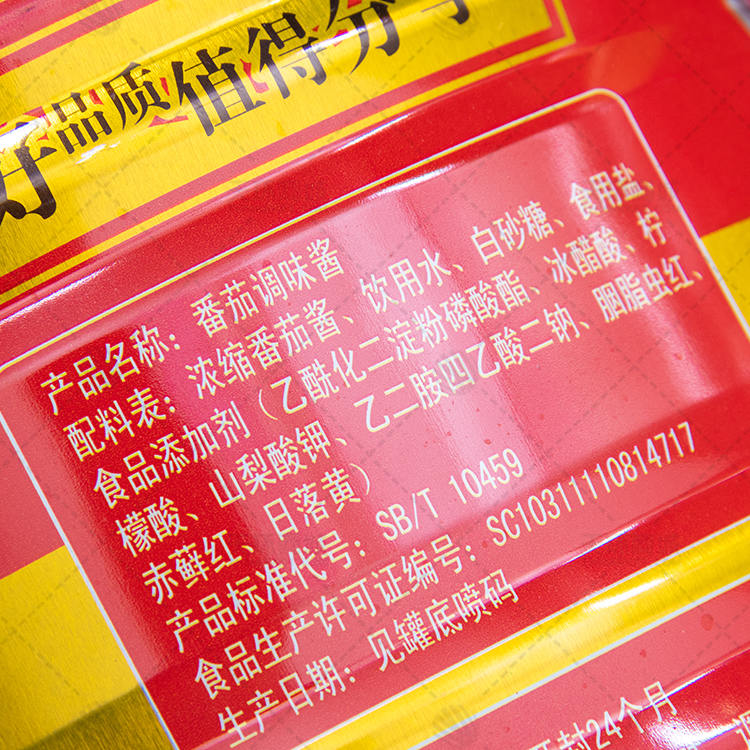 好品质值得分享
产品名称：番茄调味酱
配料表：浓缩番茄酱、饮用水、白砂糖、食用盐、
食品添加剂（乙酰化二淀粉磷酸酯、冰醋酸、柠
檬酸、山梨酸钾、乙二胺四乙酸二钠、胭脂虫红、
赤藓红、日落黄）
产品标准代号：SB/T 10459
食品生产许可证编号：SC10311110814717
生产日期：见罐底喷码
封24个月